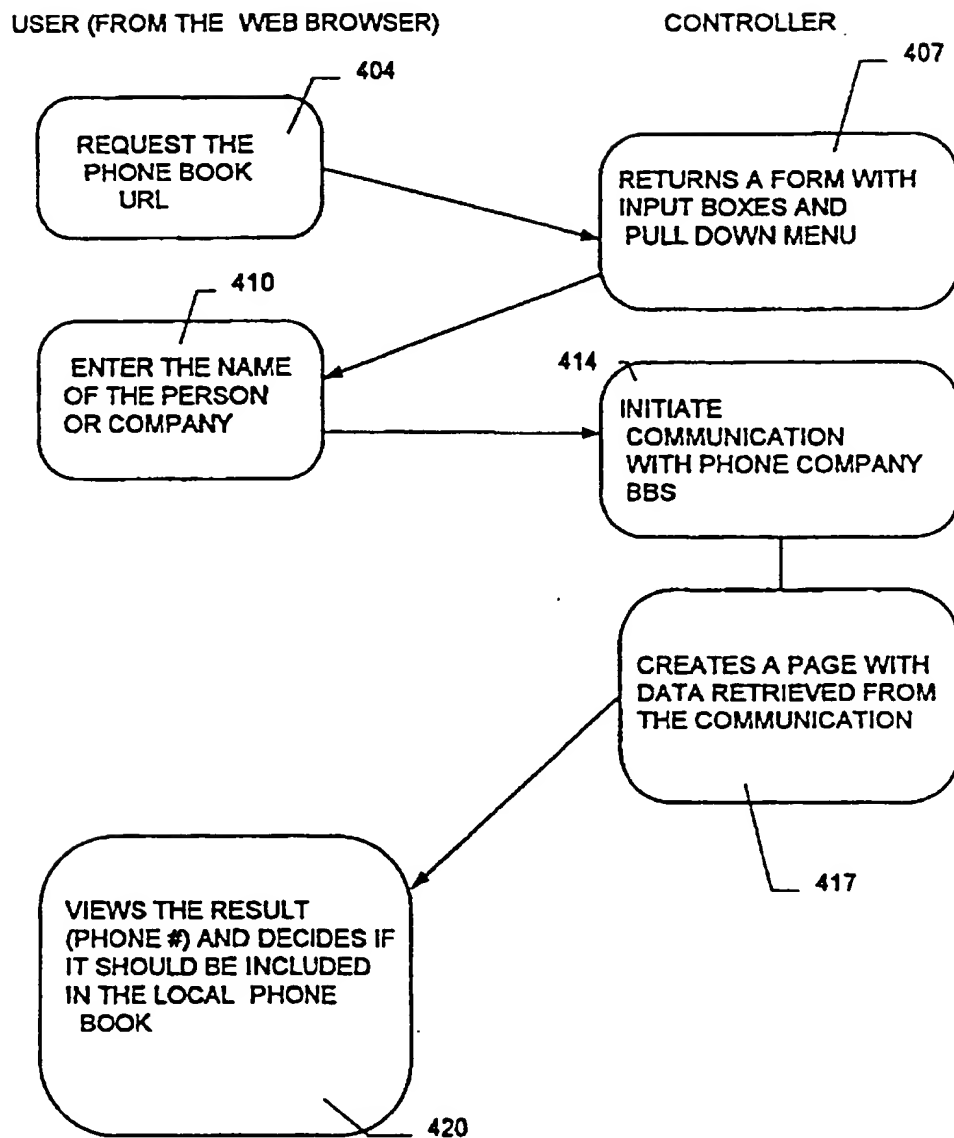 USER (FROM THE WEB BROWSER)
CONTROLLER
404
407
REQUEST THE
PHONE BOOK
URL
RETURNS A FORM WITH
INPUT BOXES AND
PULL DOWN MENU
410
ENTER THE NAME
OF THE PERSON
OR COMPANY
414
INITIATE
COMMUNICATION
WITH PHONE COMPANY
BBS
CREATES A PAGE WITH
DATA RETRIEVED FROM
THE COMMUNICATION
417
VIEWS THE RESULT
(PHONE #) AND DECIDES IF
IT SHOULD BE INCLUDED
IN THE LOCAL PHONE
BOOK
420